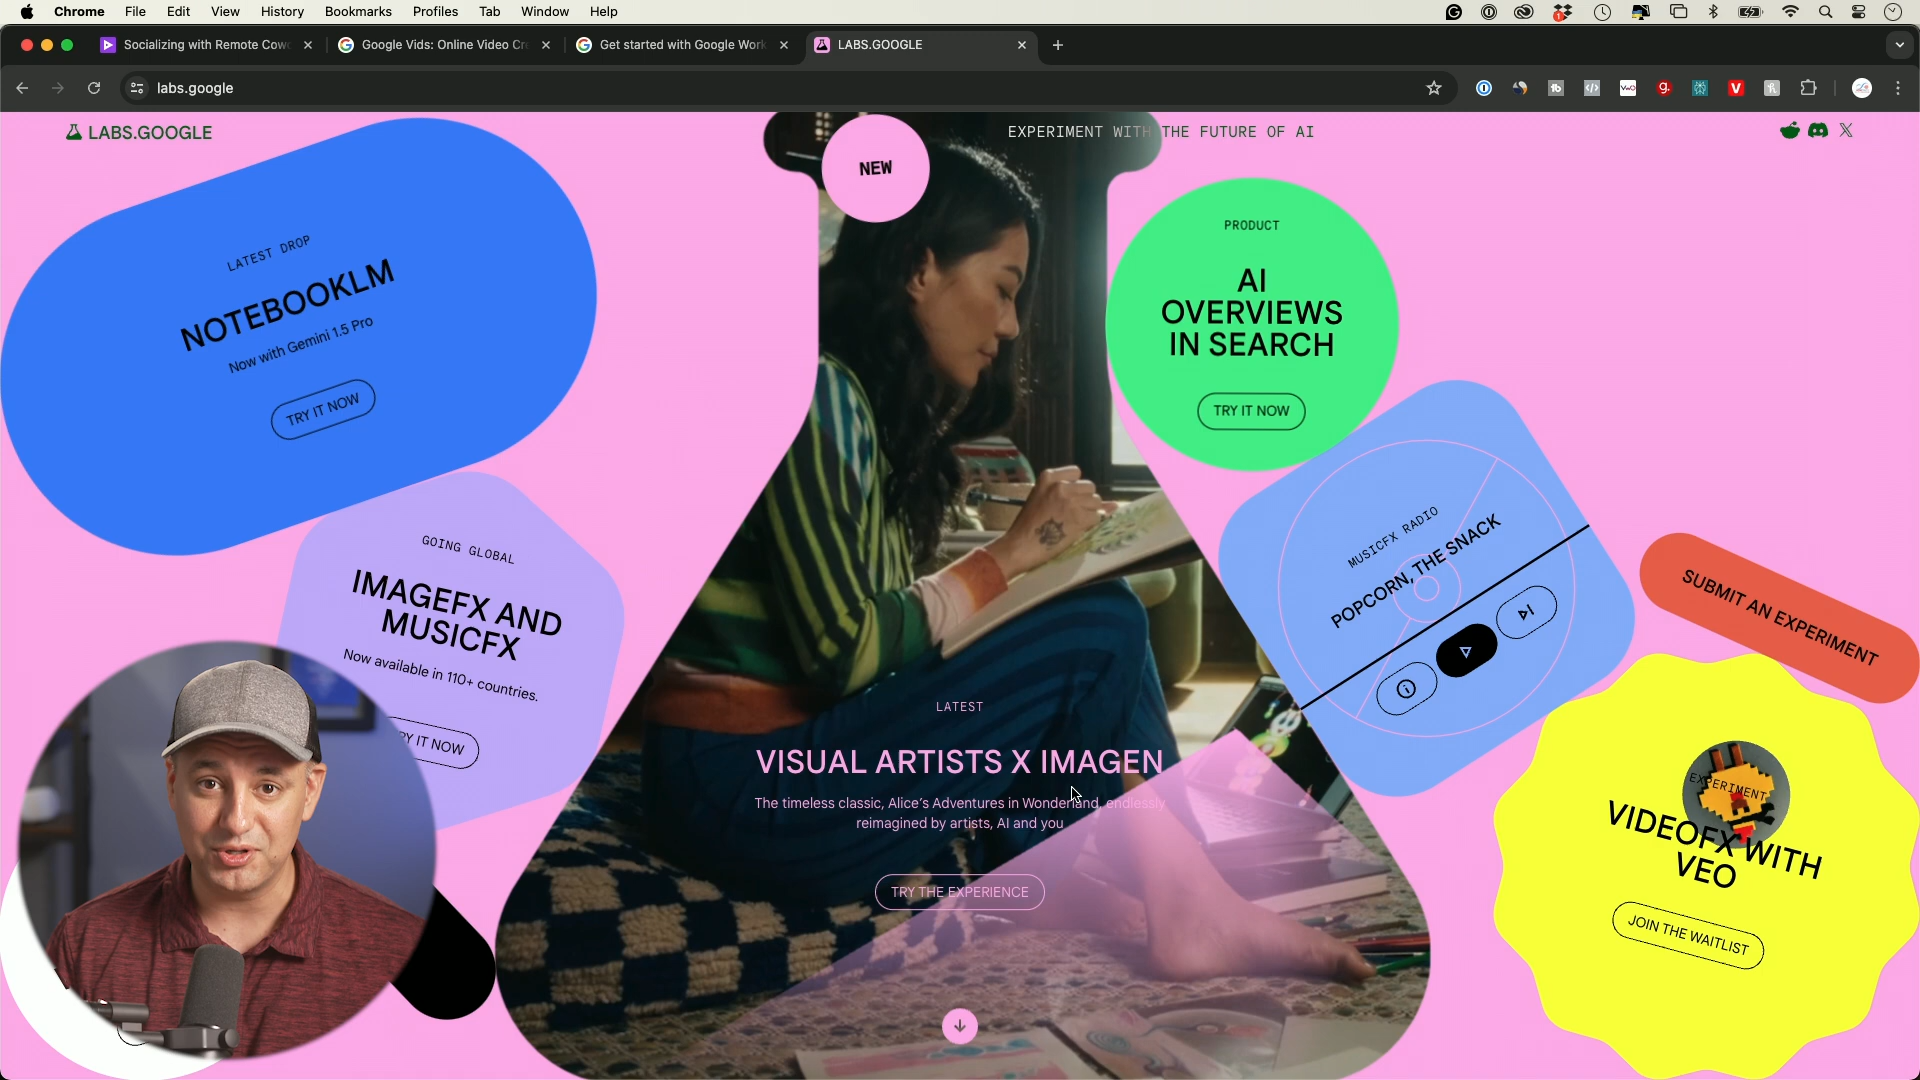 Chrome File Edit View History Bookmarks Profiles Tab Window Help
Socializing with Remote Cow
Google Vids: Online Video Cr
Get started with Google Work
LABS.GOOGLE
labs.google
LABS.GOOGLE
EXPERIMENT WITH THE FUTURE OF AI
NEW
LATEST DROP
NOTEBOOKLM
Now with Gemini 1.5 Pro
TRY IT NOW
PRODUCT
AI
OVERVIEWS
IN SEARCH
TRY IT NOW
GOING GLOBAL
IMAGEFX AND
MUSICFX
Now available in 110+ countries.
RY IT NOW
MUSICFX RADIO
POPCORN, THE SNACK
SUBMIT AN EXPERIMENT
LATEST
VISUAL ARTISTS X IMAGEN
The timeless classic, Alice's Adventures in Wonderland, endlessly
reimagined by artists, AI and you
TRY THE EXPERIENCE
EXPERIMENT
VIDEOFX WITH
VEO
JOIN THE WAITLIST